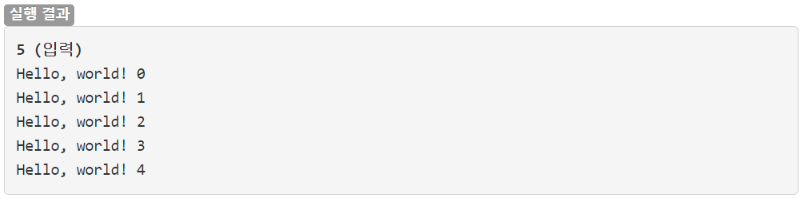 실행 결과
5 (입력)
Hello, world! 0
Hello, world! 1
Hello, world! 2
Hello, world! 3
Hello, world! 4